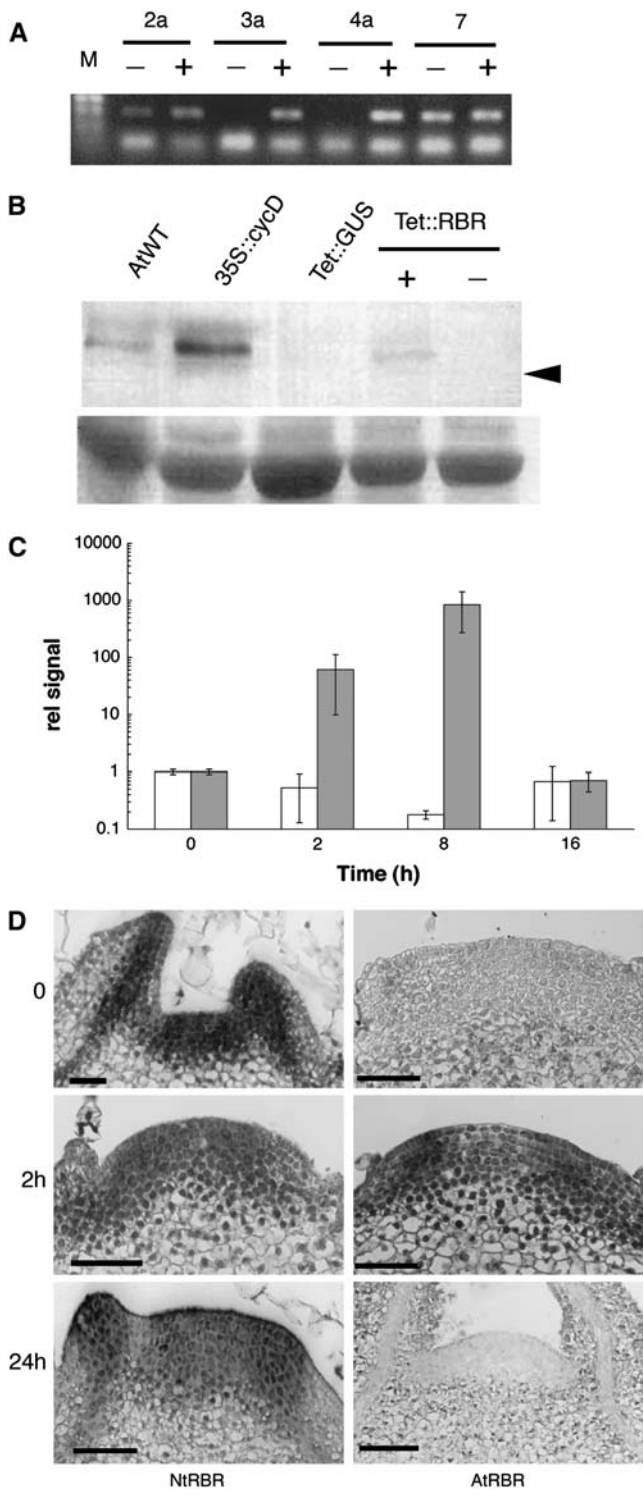 A
2a 3a 4a 7
M − + − + − + − +
B
AtWT 35S::cycD Tet::GUS Tet::RBR
+ −
C
10000
1000
100
10
1
0.1
rel signal
0 2 8 16
Time (h)
D
0
2h
24h
NtRBR AtRBR